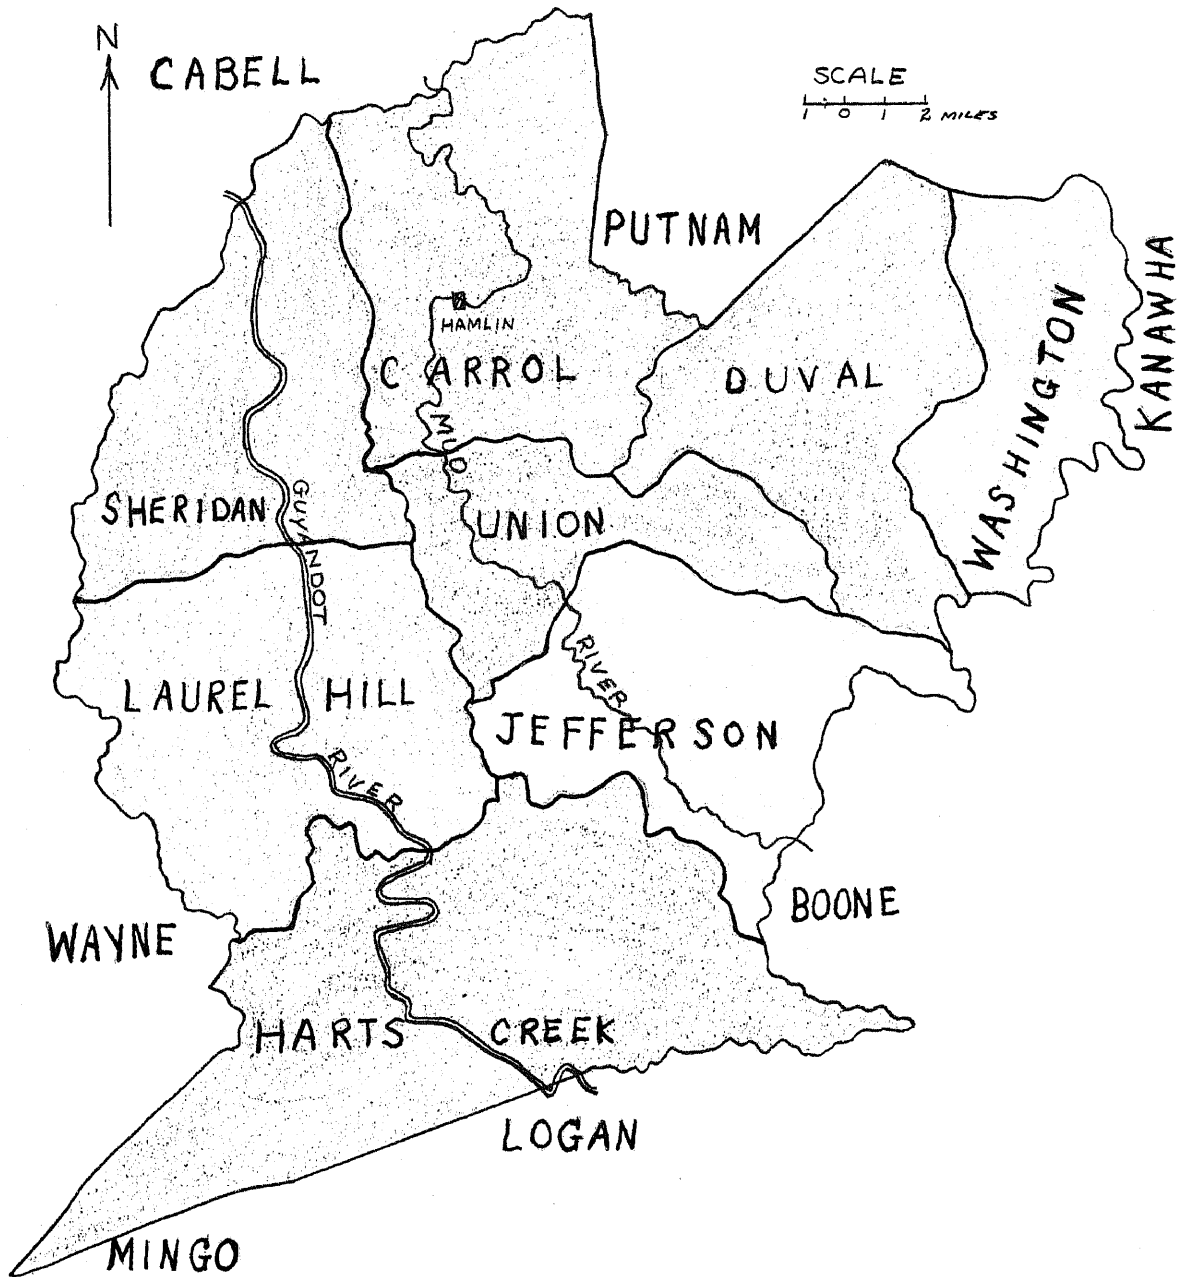 N
CABELL
SCALE
1 0 1 2 MILES
PUTNAM
KANAWHA
HAMLIN
CARROL
DUVAL
WASHINGTON
MUD
SHERIDAN
GUYANDOT
UNION
RIVER
LAUREL HILL
JEFFERSON
RIVER
BOONE
WAYNE
HARTS CREEK
LOGAN
MINGO